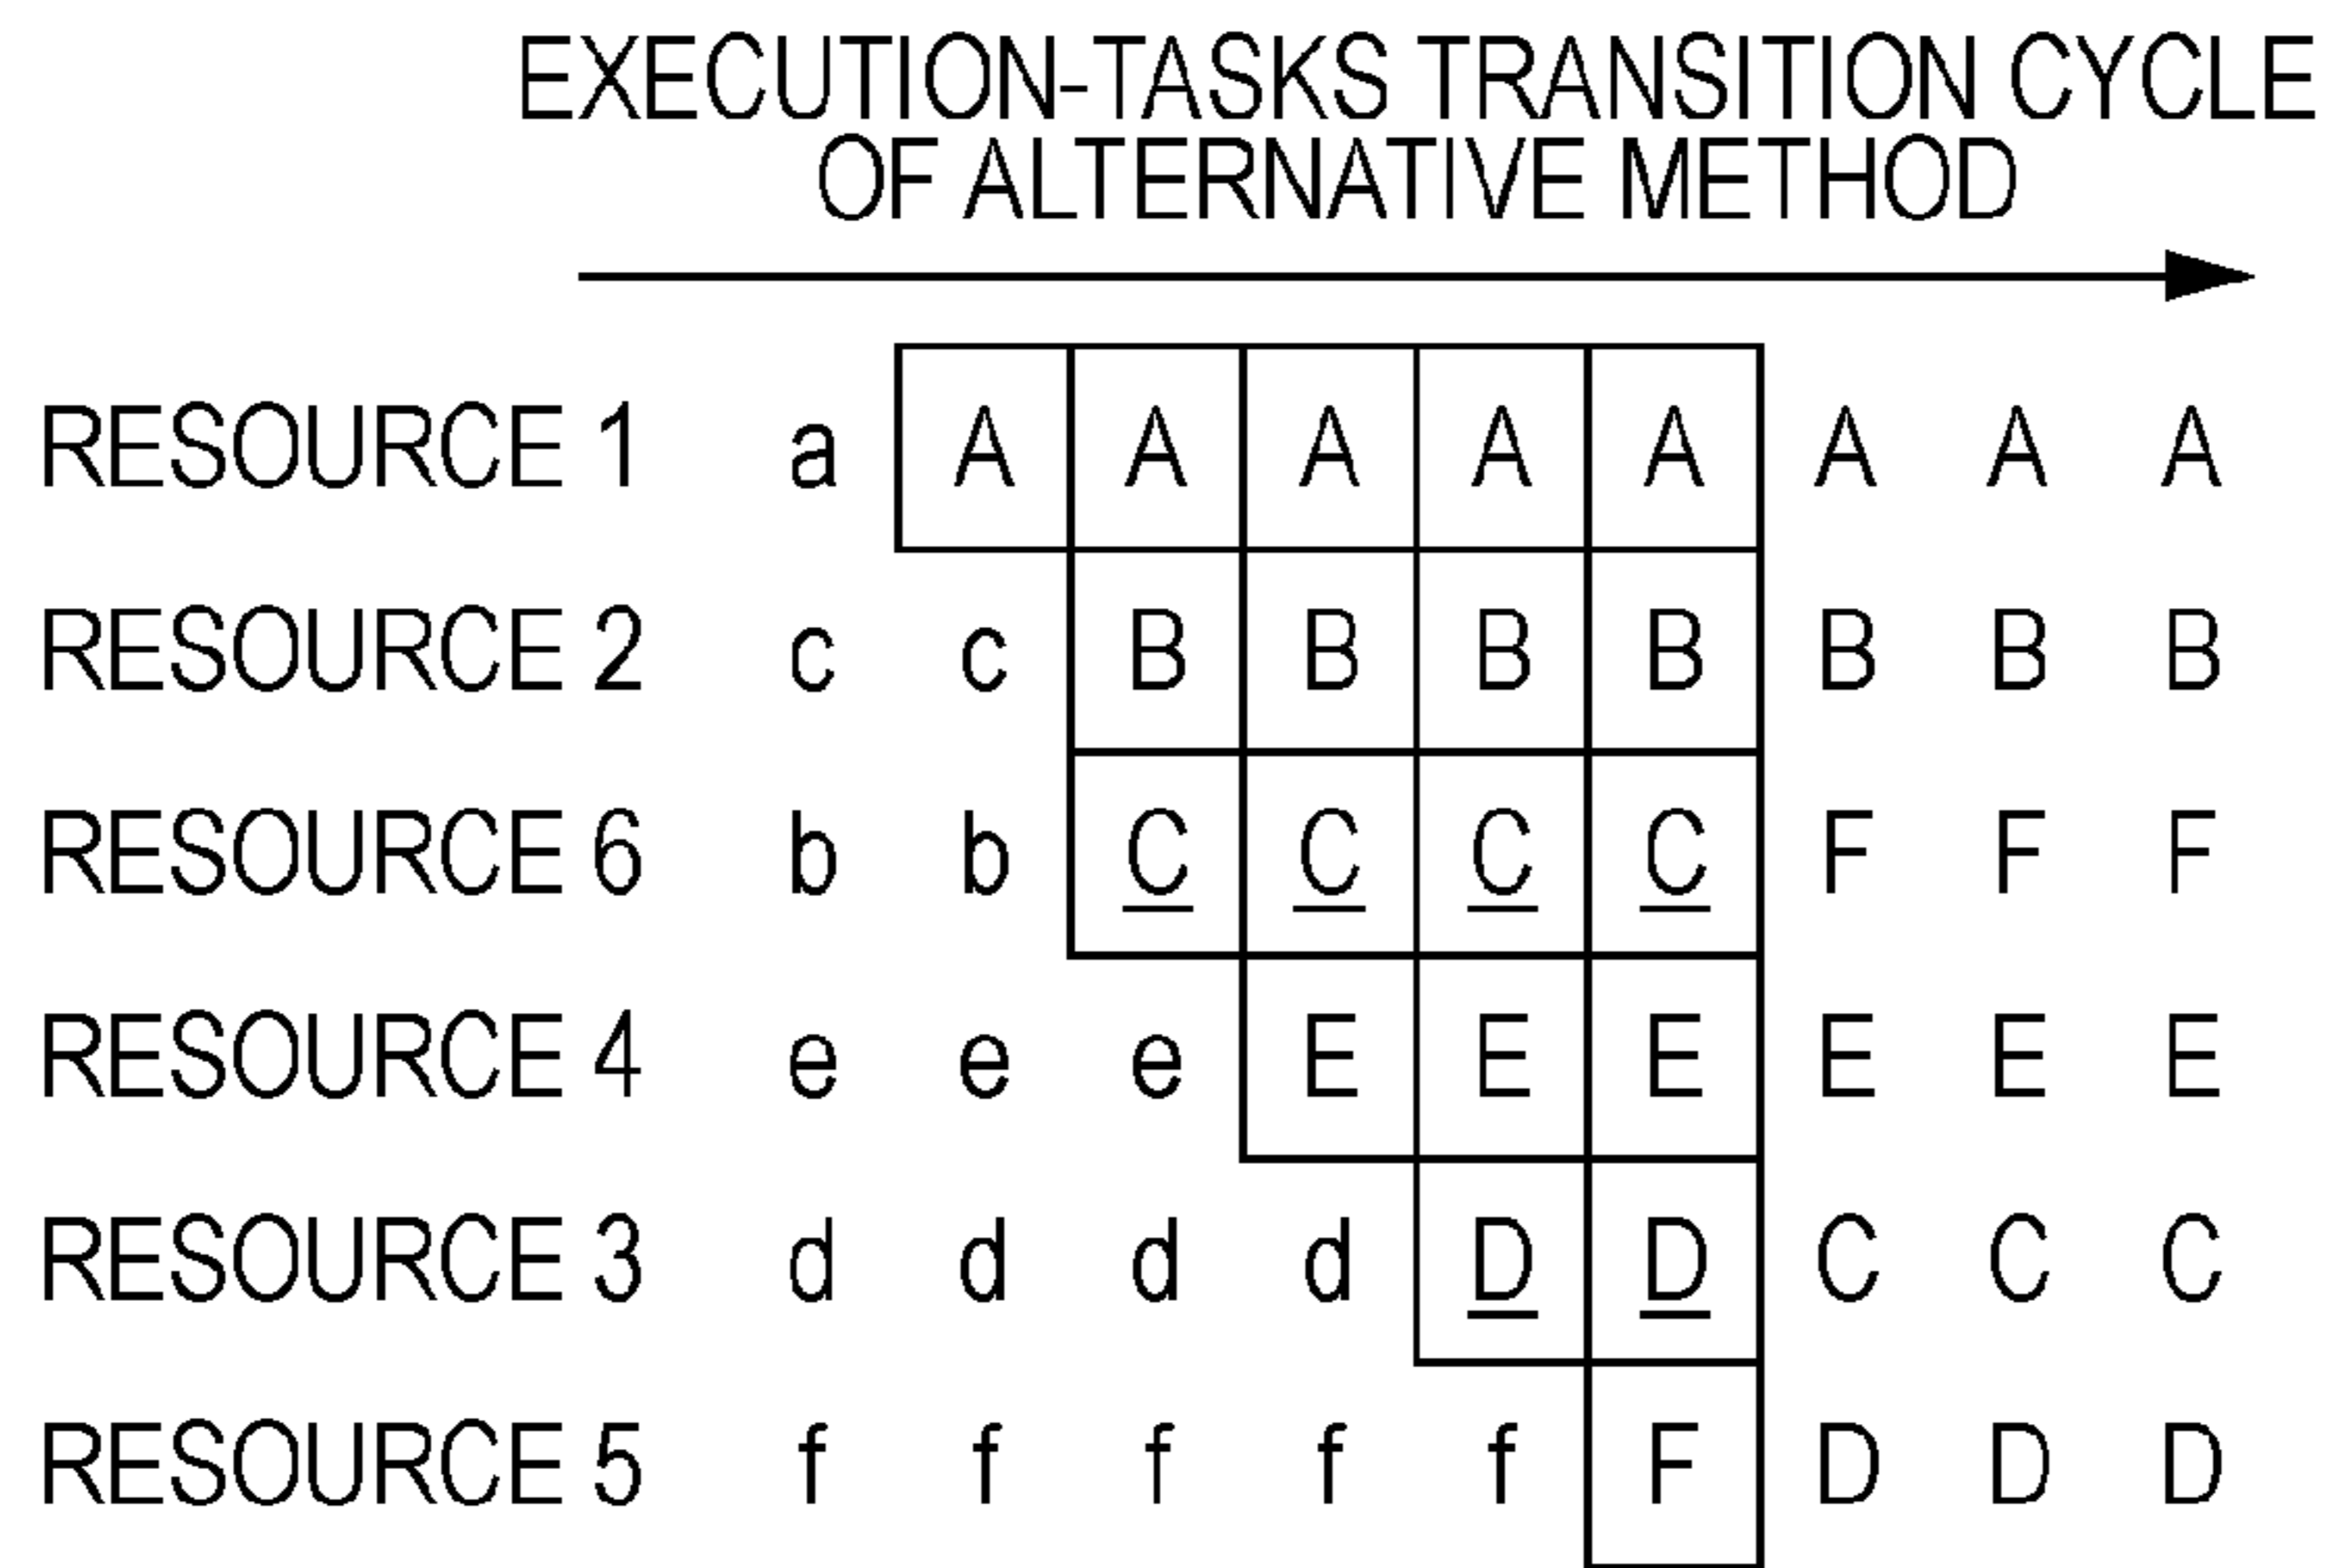 EXECUTION-TASKS TRANSITION CYCLE
OF ALTERNATIVE METHOD
RESOURCE 1 a A A A A A A A A
RESOURCE 2 c c B B B B B B B
RESOURCE 6 b b C C C C F F F
RESOURCE 4 e e e E E E E E E
RESOURCE 3 d d d d D D C C C
RESOURCE 5 f f f f f F D D D